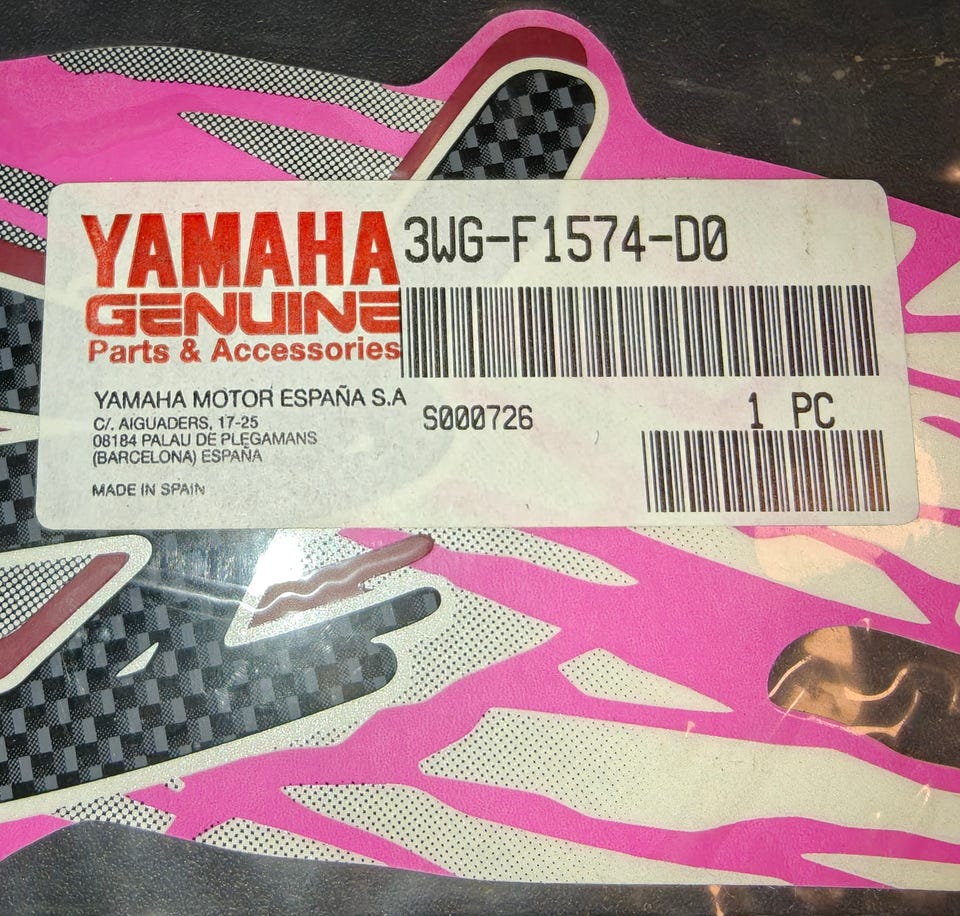 YAMAHA
GENUINE
Parts & Accessories
3WG-F1574-D0
YAMAHA MOTOR ESPAÑA S.A
C/. AIGUADERS, 17-25
08184 PALAU DE PLEGAMANS
(BARCELONA) ESPAÑA
MADE IN SPAIN
S000726
1 PC